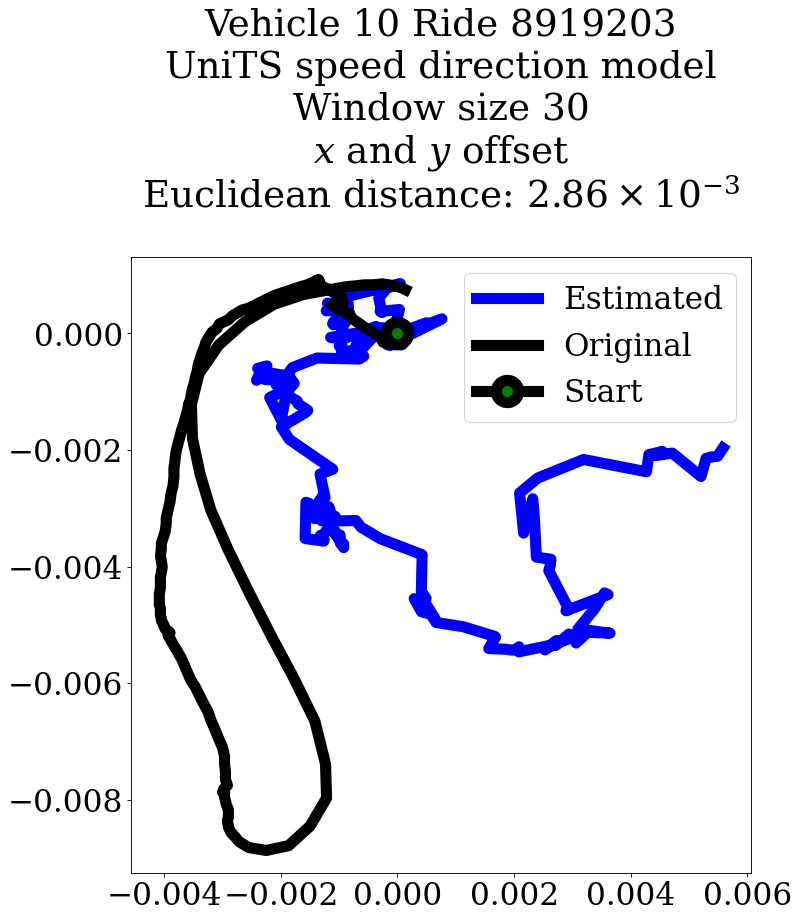 Vehicle 10 Ride 8919203
UniTS speed direction model
Window size 30
x and y offset
Euclidean distance: 2.86 × 10⁻³
Estimated
Original
Start
0.000
−0.002
−0.004
−0.006
−0.008
−0.004 −0.002 0.000 0.002 0.004 0.006